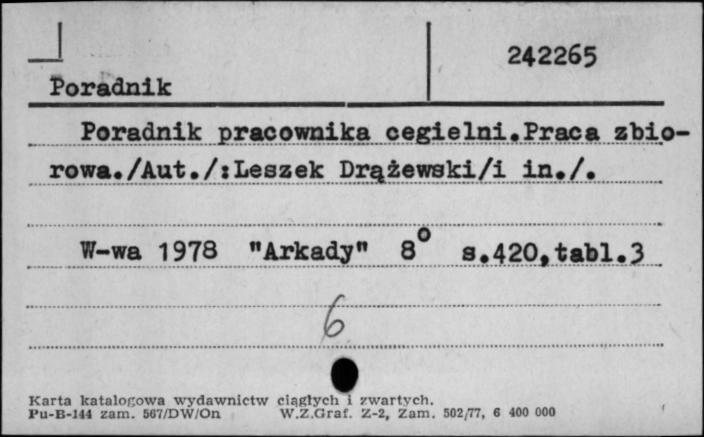 242265
Poradnik
Poradnik pracownika cegielni.Praca zbio-
rowa./Aut./:Leszek Drążewski/i in./.
W-wa 1978 "Arkady" 8° s.420,tabl.3
6
Karta katalogowa wydawnictw ciągłych i zwartych.
Pu-B-144 zam. 567/DW/On W.Z.Graf. Z-2, Zam. 502/77, 6 400 000